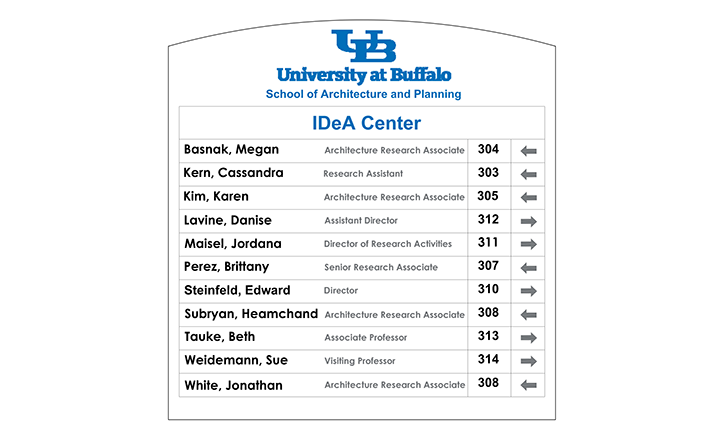 UB
University at Buffalo
School of Architecture and Planning
IDeA Center
Basnak, Megan Architecture Research Associate 304
Kern, Cassandra Research Assistant 303
Kim, Karen Architecture Research Associate 305
Lavine, Danise Assistant Director 312
Maisel, Jordana Director of Research Activities 311
Perez, Brittany Senior Research Associate 307
Steinfeld, Edward Director 310
Subryan, Heamchand Architecture Research Associate 308
Tauke, Beth Associate Professor 313
Weidemann, Sue Visiting Professor 314
White, Jonathan Architecture Research Associate 308